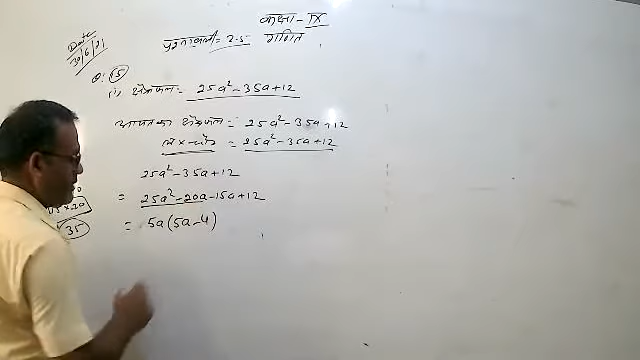 कक्षा - IX
Date 30/6/21
प्रश्नावली = 2.5 गणित
Q. 15
(i) क्षेत्रफल = 25a² - 35a + 12
आयत का क्षेत्रफल = 25a² - 35a + 12
ल × चौ = 25a² - 35a + 12
25a² - 35a + 12
= 25a² - 20a - 15a + 12
= 5a(5a - 4)
35